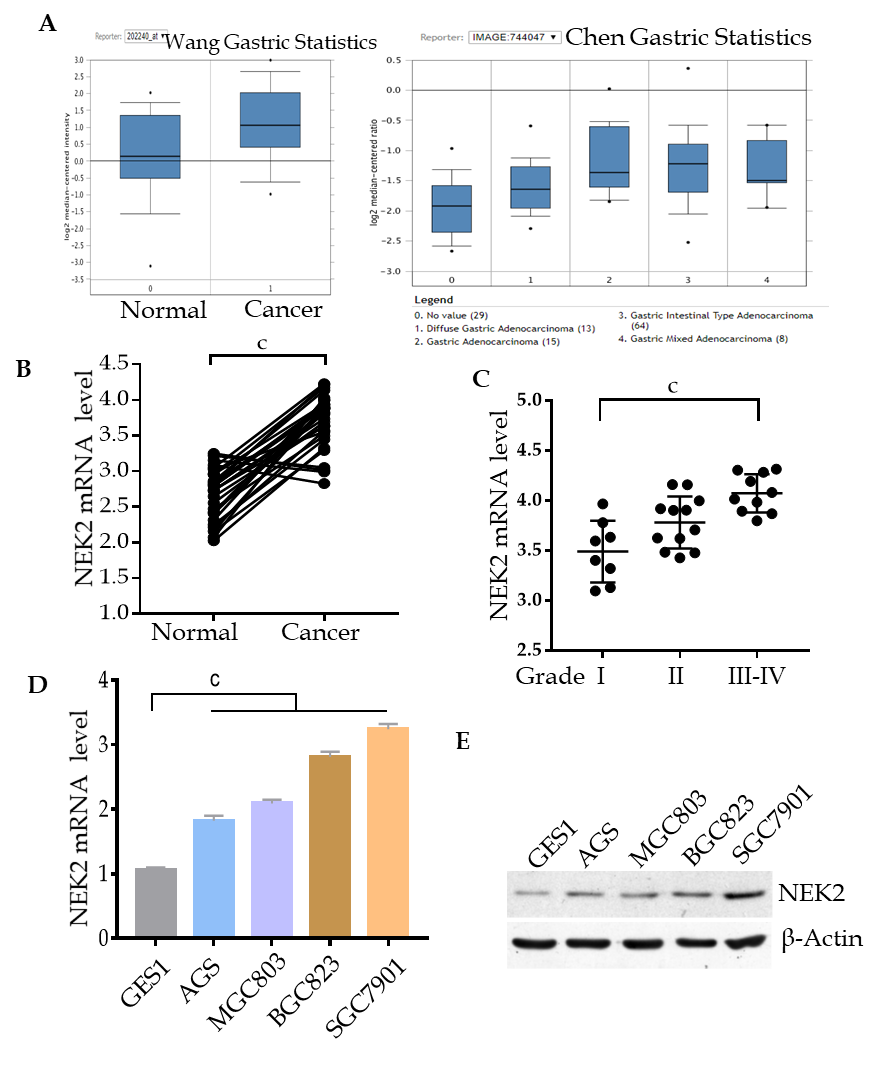 A
Reporter: 202240_at ▾ Wang Gastric Statistics
log2 median-centered intensity
3.0
2.5
2.0
1.5
1.0
0.5
0.0
-0.5
-1.0
-1.5
-2.0
-2.5
-3.0
-3.5
0 1
Normal Cancer
Reporter: IMAGE:744047 ▾ Chen Gastric Statistics
log2 median-centered ratio
0.5
0.0
-0.5
-1.0
-1.5
-2.0
-2.5
-3.0
0 1 2 3 4
Legend
0. No value (29)
1. Diffuse Gastric Adenocarcinoma (13)
2. Gastric Adenocarcinoma (15)
3. Gastric Intestinal Type Adenocarcinoma
(64)
4. Gastric Mixed Adenocarcinoma (8)
B
c
NEK2 mRNA level
4.5
4.0
3.5
3.0
2.5
2.0
1.5
1.0
Normal Cancer
C
c
NEK2 mRNA level
5.0
4.5
4.0
3.5
3.0
2.5
Grade I II III-IV
D
c
NEK2 mRNA level
4
3
2
1
0
GES1 AGS MGC803 BGC823 SGC7901
E
GES1 AGS MGC803 BGC823 SGC7901
NEK2
β-Actin